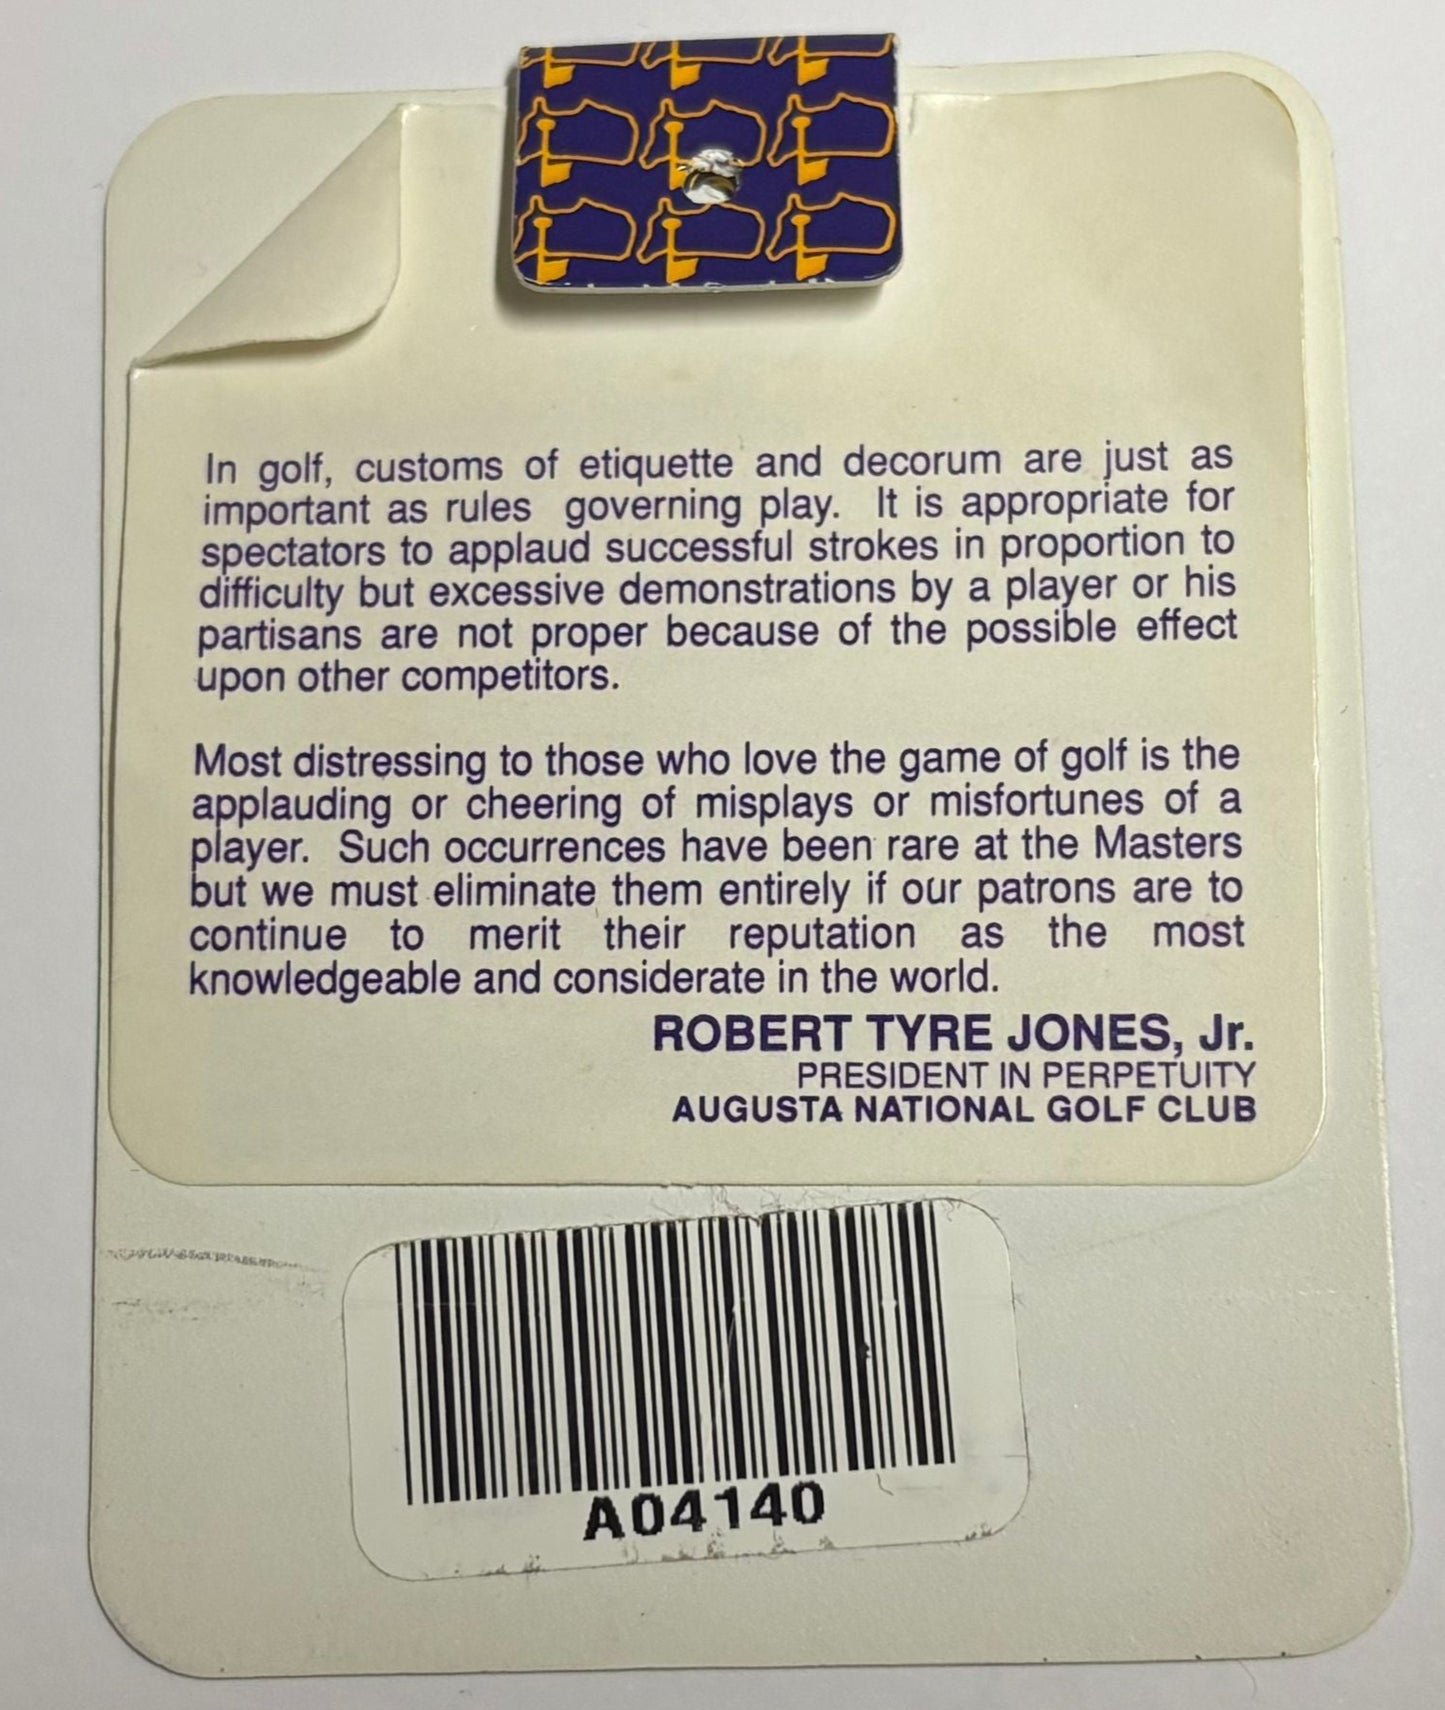 In golf, customs of etiquette and decorum are just as
important as rules governing play. It is appropriate for
spectators to applaud successful strokes in proportion to
difficulty but excessive demonstrations by a player or his
partisans are not proper because of the possible effect
upon other competitors.
Most distressing to those who love the game of golf is the
applauding or cheering of misplays or misfortunes of a
player. Such occurrences have been rare at the Masters
but we must eliminate them entirely if our patrons are to
continue to merit their reputation as the most
knowledgeable and considerate in the world.
ROBERT TYRE JONES, Jr.
PRESIDENT IN PERPETUITY
AUGUSTA NATIONAL GOLF CLUB
A04140